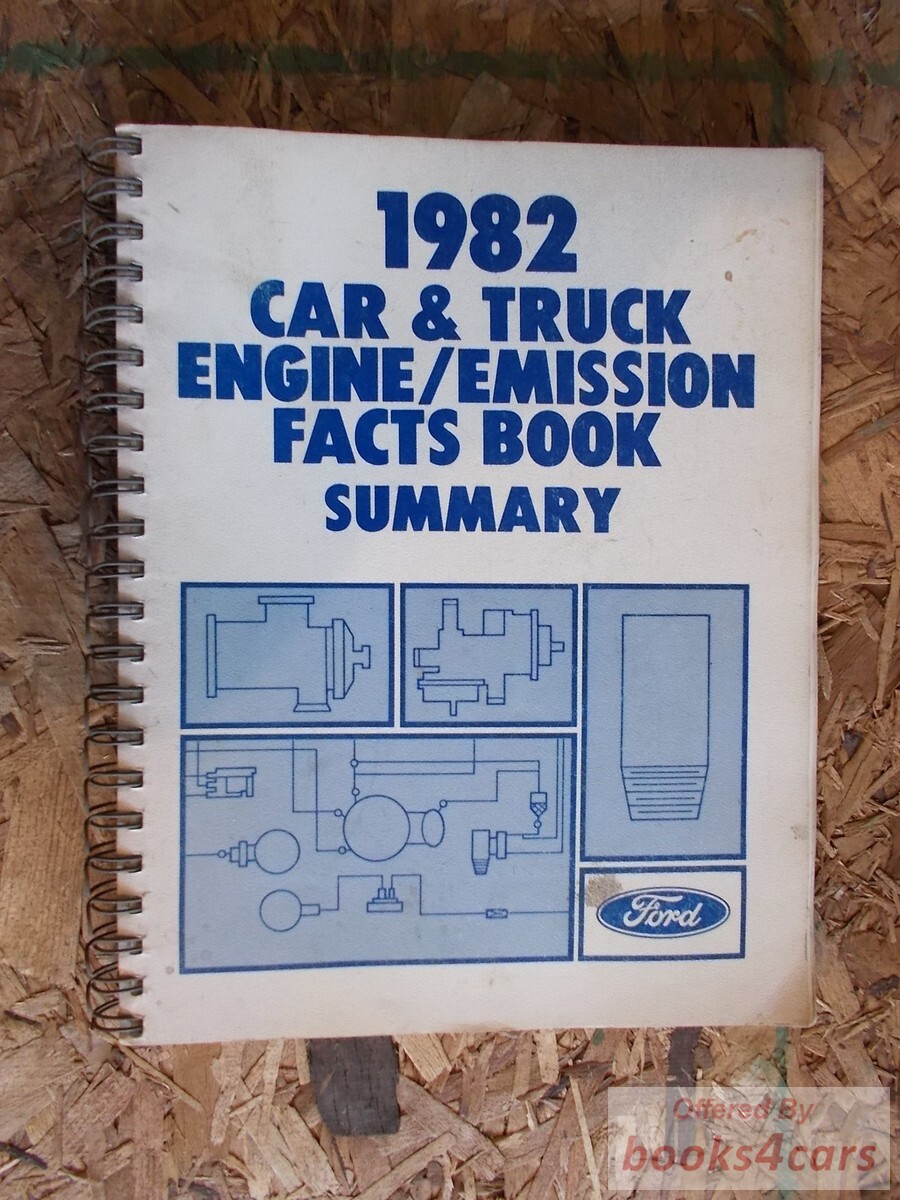 1982
CAR & TRUCK
ENGINE/EMISSION
FACTS BOOK
SUMMARY
Ford
Offered By
books4cars